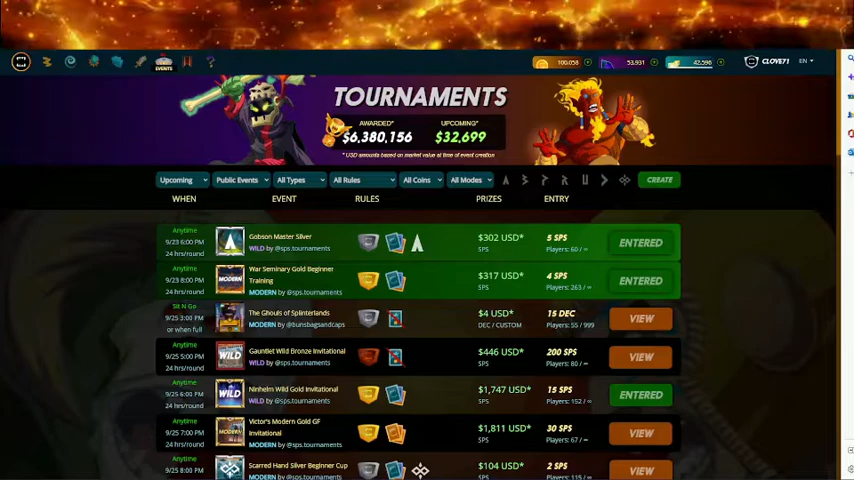 EVENTS
100,058
53,931
42,596
CLOVE71
EN
TOURNAMENTS
AWARDED*
$6,380,156
UPCOMING*
$32,699
* USD amounts based on market value at time of event creation
Upcoming
Public Events
All Types
All Rules
All Coins
All Modes
CREATE
WHEN
EVENT
RULES
PRIZES
ENTRY
Anytime
9/23 6:00 PM
24 hrs/round
Gobson Master Silver
WILD by @sps.tournaments
$302 USD*
SPS
5 SPS
Players: 60 / ∞
ENTERED
Anytime
9/23 8:00 PM
24 hrs/round
MODERN
War Seminary Gold Beginner
Training
MODERN by @sps.tournaments
$317 USD*
SPS
4 SPS
Players: 263 / ∞
ENTERED
Sit N Go
9/25 3:00 PM
or when full
The Ghouls of Splinterlands
MODERN by @bunsbagsandcaps
$4 USD*
DEC / CUSTOM
15 DEC
Players: 55 / 999
VIEW
Anytime
9/25 5:00 PM
24 hrs/round
WILD
Gauntlet Wild Bronze Invitational
WILD by @sps.tournaments
$446 USD*
SPS
200 SPS
Players: 80 / ∞
VIEW
Anytime
9/25 6:00 PM
24 hrs/round
WILD
Ninhelm Wild Gold Invitational
WILD by @sps.tournaments
$1,747 USD*
SPS
15 SPS
Players: 152 / ∞
ENTERED
Anytime
9/25 7:00 PM
24 hrs/round
MODERN
Victor's Modern Gold GF
Invitational
MODERN by @sps.tournaments
$1,811 USD*
SPS
30 SPS
Players: 67 / ∞
VIEW
Anytime
9/25 8:00 PM
24 hrs/round
Scarred Hand Silver Beginner Cup
MODERN by @sps.tournaments
$104 USD*
SPS
2 SPS
Players: 115 / ∞
VIEW